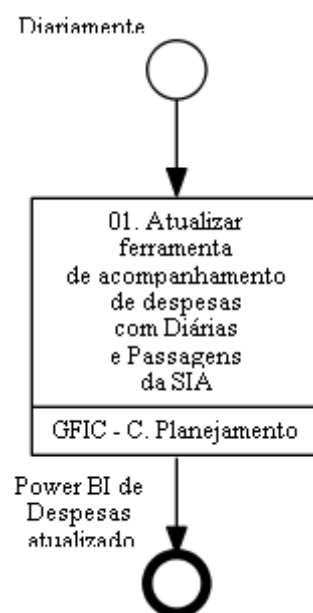 Diariamente
01. Atualizar
ferramenta
de acompanhamento
de despesas
com Diárias
e Passagens
da SIA
GFIC - C. Planejamento
Power BI de
Despesas
atualizado